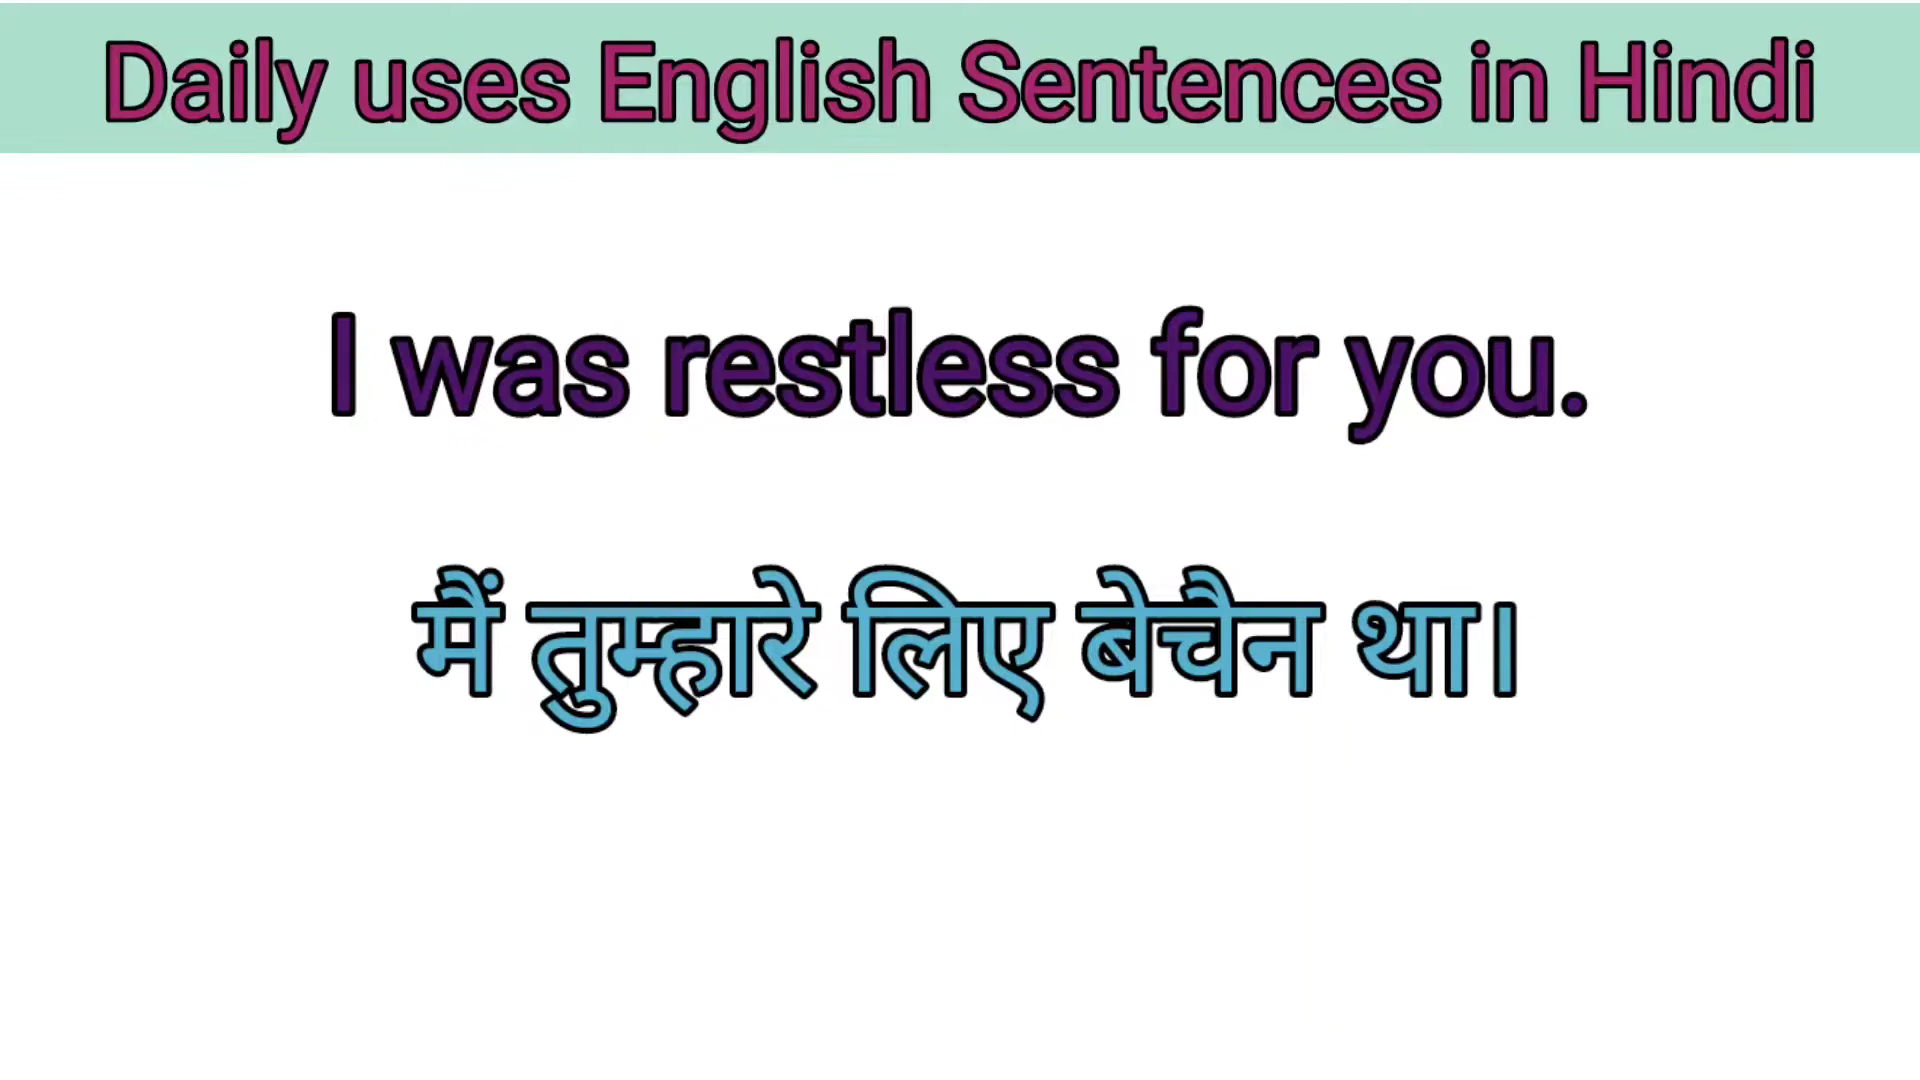 Daily uses English Sentences in Hindi
I was restless for you.
मैं तुम्हारे लिए बेचैन था।